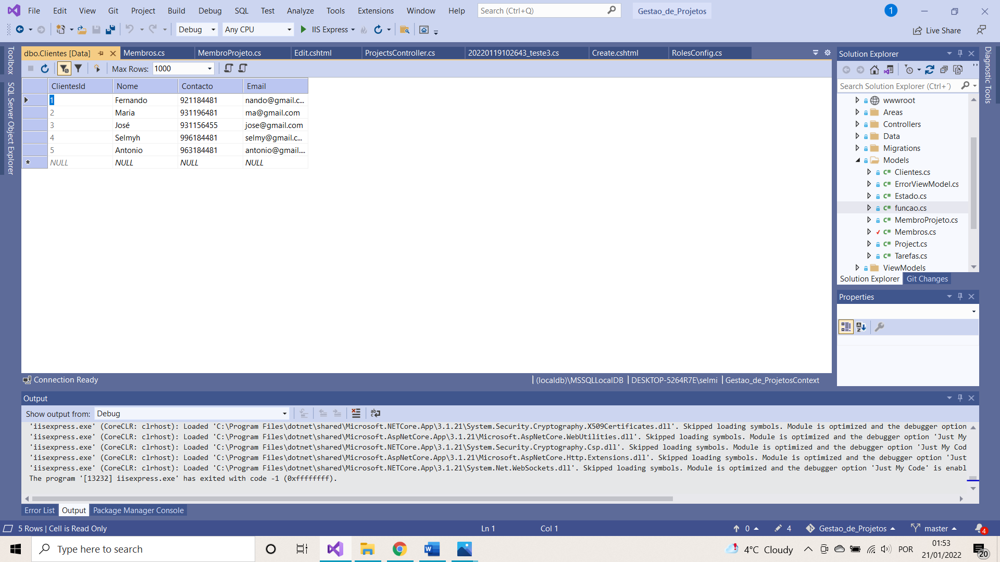 File Edit View Git Project Build Debug SQL Test Analyze Tools Extensions Window Help Search (Ctrl+Q) Gestao_de_Projetos 1
Debug Any CPU IIS Express Live Share
Toolbox
SQL Server Object Explorer
dbo.Clientes [Data] Membros.cs MembroProjeto.cs Edit.cshtml ProjectsController.cs 20220119102643_teste3.cs Create.cshtml RolesConfig.cs
Max Rows: 1000
ClientesId Nome Contacto Email
1 Fernando 921184481 nando@gmail.c...
2 Maria 931196481 ma@gmail.com
3 José 931156455 jose@gmail.com
4 Selmyh 996184481 selmy@gmail.c...
5 Antonio 963184481 antonio@gmail....
NULL NULL NULL NULL
Connection Ready (localdb)\MSSQLLocalDB DESKTOP-5264R7E\selmi Gestao_de_ProjetosContext
Solution Explorer
Search Solution Explorer (Ctrl+´)
wwwroot
Areas
Controllers
Data
Migrations
Models
C# Clientes.cs
C# ErrorViewModel.cs
C# Estado.cs
C# funcao.cs
C# MembroProjeto.cs
C# Membros.cs
C# Project.cs
C# Tarefas.cs
ViewModels
Solution Explorer Git Changes
Properties
Diagnostic Tools
Output
Show output from: Debug
'iisexpress.exe' (CoreCLR: clrhost): Loaded 'C:\Program Files\dotnet\shared\Microsoft.NETCore.App\3.1.21\System.Security.Cryptography.X509Certificates.dll'. Skipped loading symbols. Module is optimized and the debugger option
'iisexpress.exe' (CoreCLR: clrhost): Loaded 'C:\Program Files\dotnet\shared\Microsoft.AspNetCore.App\3.1.21\Microsoft.AspNetCore.WebUtilities.dll'. Skipped loading symbols. Module is optimized and the debugger option 'Just My
'iisexpress.exe' (CoreCLR: clrhost): Loaded 'C:\Program Files\dotnet\shared\Microsoft.NETCore.App\3.1.21\System.Security.Cryptography.Csp.dll'. Skipped loading symbols. Module is optimized and the debugger option 'Just My Cod
'iisexpress.exe' (CoreCLR: clrhost): Loaded 'C:\Program Files\dotnet\shared\Microsoft.AspNetCore.App\3.1.21\Microsoft.AspNetCore.Http.Extensions.dll'. Skipped loading symbols. Module is optimized and the debugger option 'Just
'iisexpress.exe' (CoreCLR: clrhost): Loaded 'C:\Program Files\dotnet\shared\Microsoft.NETCore.App\3.1.21\System.Net.WebSockets.dll'. Skipped loading symbols. Module is optimized and the debugger option 'Just My Code' is enabl
The program '[13232] iisexpress.exe' has exited with code -1 (0xffffffff).
Error List Output Package Manager Console
5 Rows | Cell is Read Only Ln 1 Col 1 0 4 Gestao_de_Projetos master 4
Type here to search 4°C Cloudy POR 01:53
21/01/2022 20